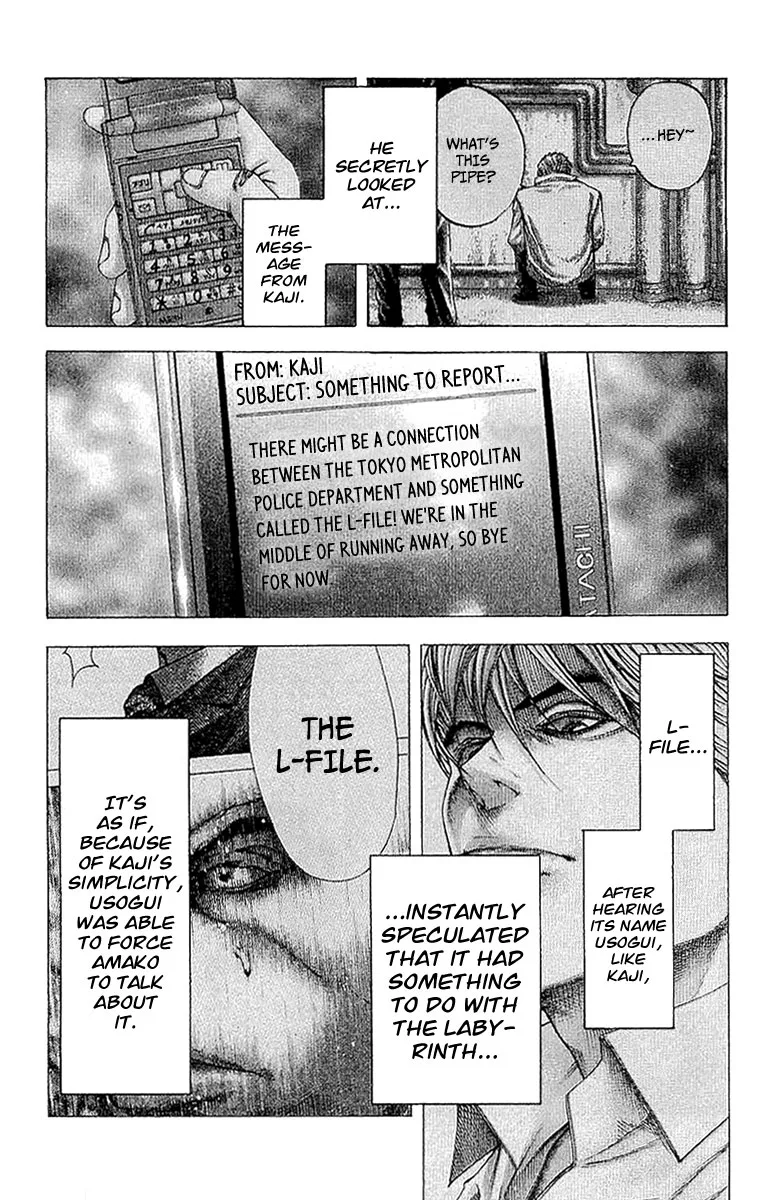 ...HEY~
WHAT'S
THIS
PIPE?
HE
SECRETLY
LOOKED
AT...
THE
MESS-
AGE
FROM
KAJI.
FROM: KAJI
SUBJECT: SOMETHING TO REPORT...
THERE MIGHT BE A CONNECTION
BETWEEN THE TOKYO METROPOLITAN
POLICE DEPARTMENT AND SOMETHING
CALLED THE L-FILE! WE'RE IN THE
MIDDLE OF RUNNING AWAY, SO BYE
FOR NOW.
ATACHI
L-
FILE...
AFTER
HEARING
ITS NAME
USOGUI,
LIKE
KAJI,
...INSTANTLY
SPECULATED
THAT IT HAD
SOMETHING
TO DO WITH
THE LABY-
RINTH...
THE
L-FILE.
IT'S
AS IF,
BECAUSE
OF KAJI'S
SIMPLICITY,
USOGUI
WAS ABLE
TO FORCE
AMAKO
TO TALK
ABOUT
IT.